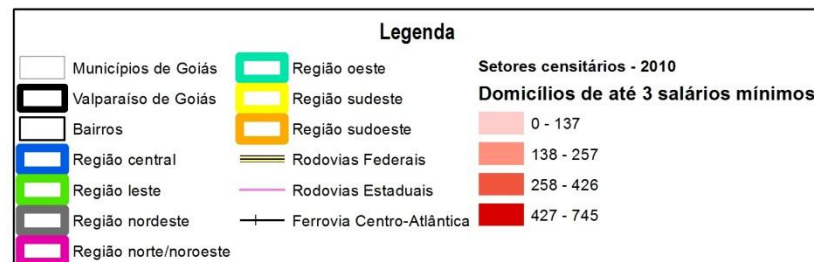 Legenda
Municípios de Goiás
Valparaíso de Goiás
Bairros
Região central
Região leste
Região nordeste
Região norte/noroeste
Região oeste
Região sudeste
Região sudoeste
Rodovias Federais
Rodovias Estaduais
Ferrovia Centro-Atlântica
Setores censitários - 2010
Domicílios de até 3 salários mínimos
0 - 137
138 - 257
258 - 426
427 - 745